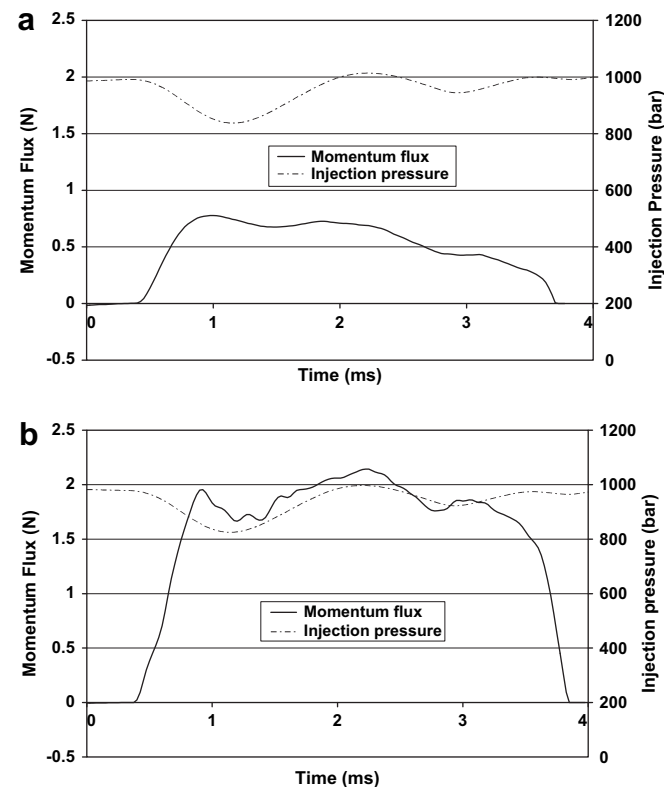 a
2.5
2
1.5
1
0.5
0
-0.5
Momentum Flux (N)
1200
1000
800
600
400
200
0
Injection Pressure (bar)
Momentum flux
Injection pressure
0 1 2 3 4
Time (ms)
b
2.5
2
1.5
1
0.5
0
-0.5
Momentum Flux (N)
1200
1000
800
600
400
200
0
Injection pressure (bar)
Momentum flux
Injection pressure
0 1 2 3 4
Time (ms)